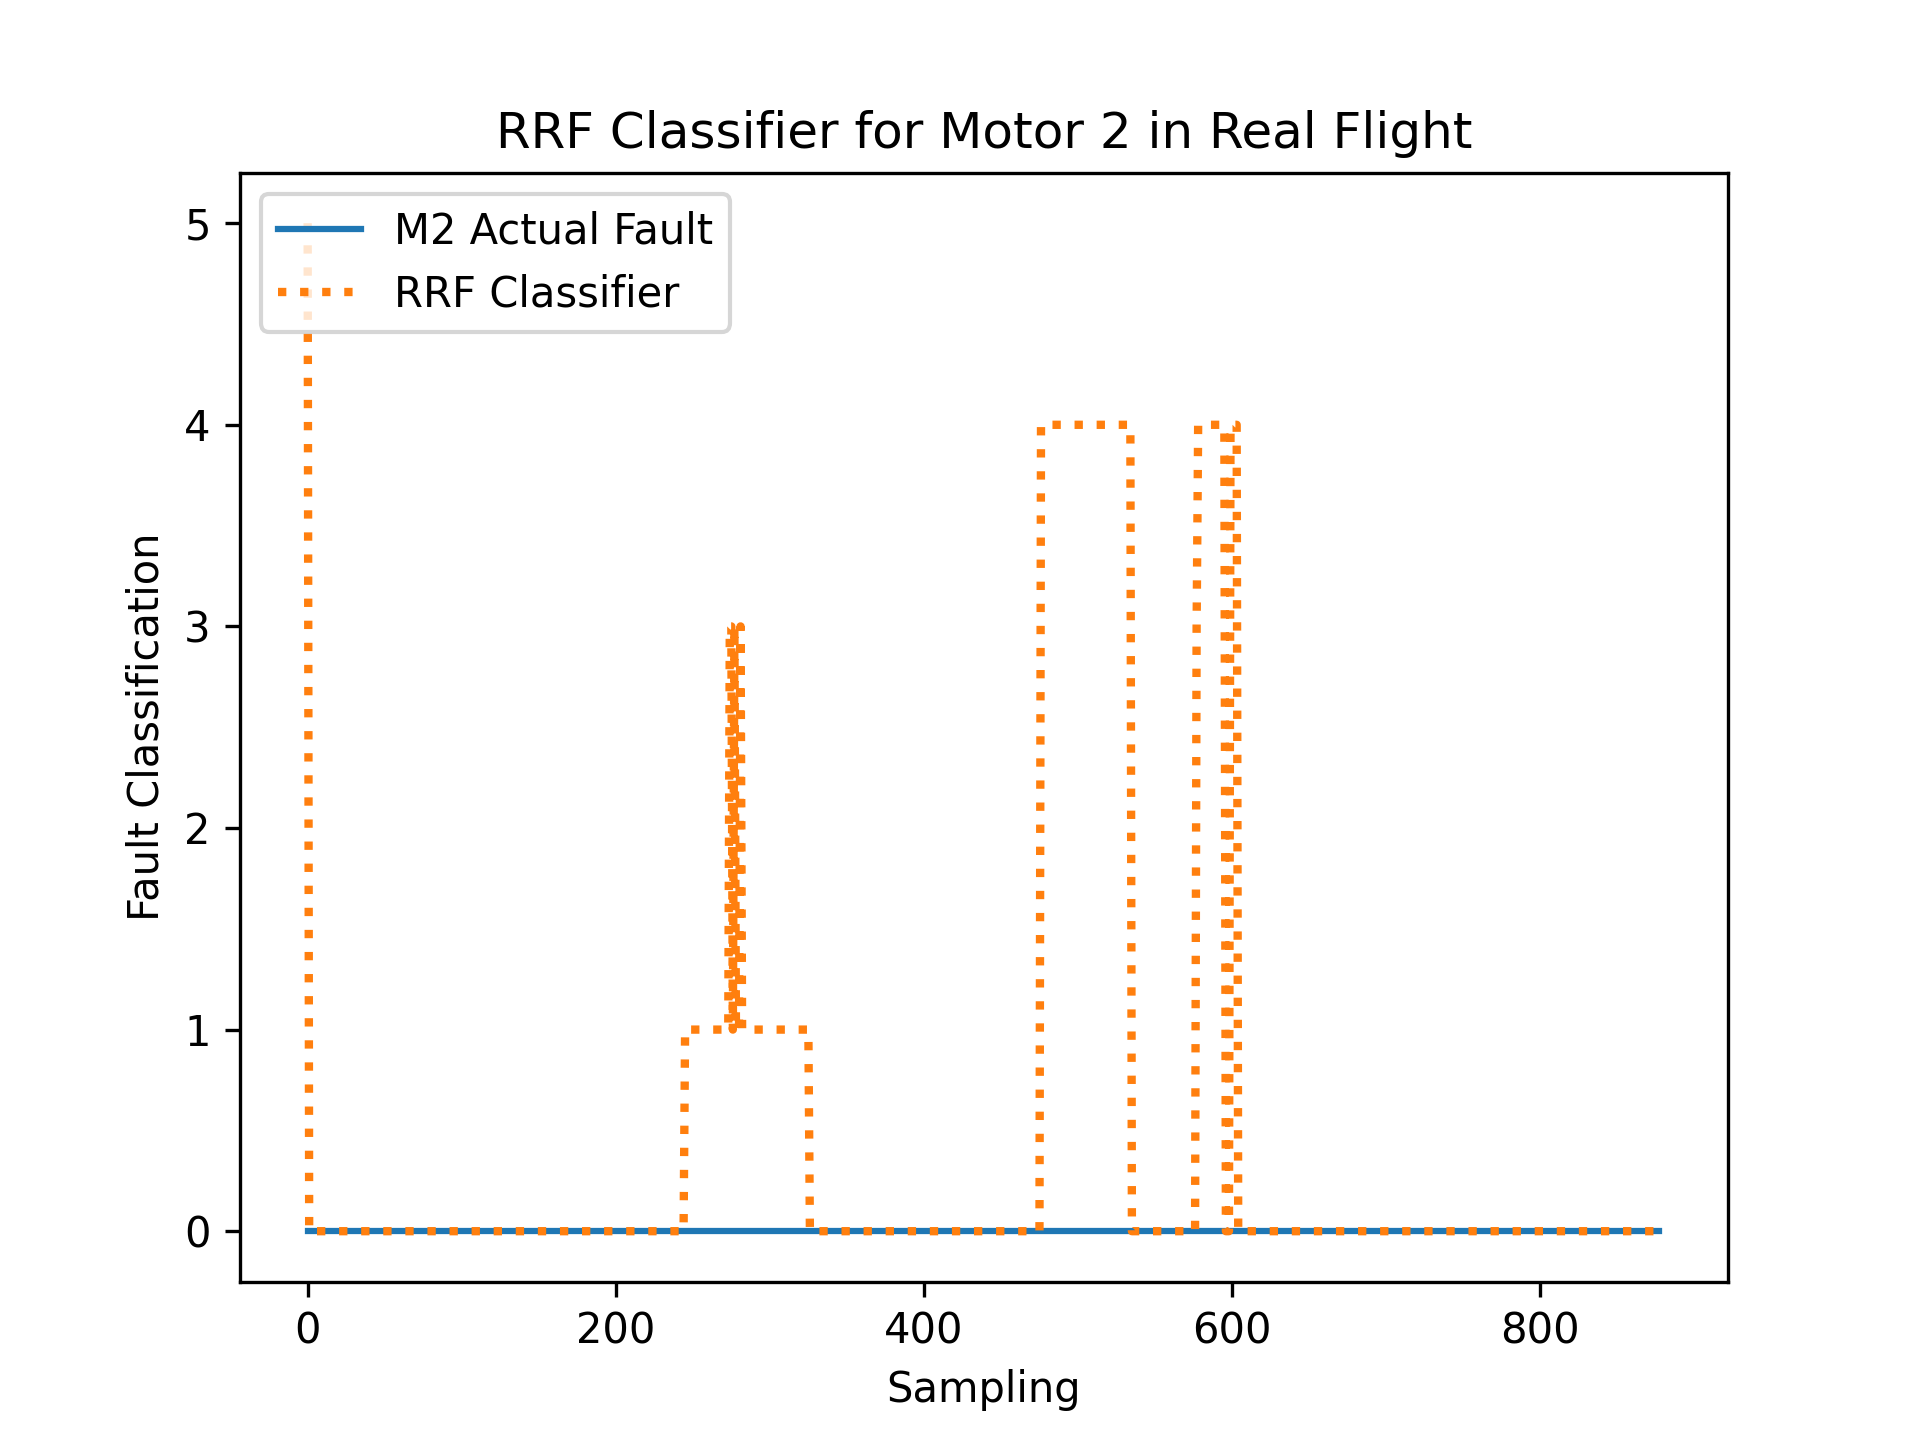 RRF Classifier for Motor 2 in Real Flight
M2 Actual Fault
RRF Classifier
Fault Classification
5
4
3
2
1
0
0 200 400 600 800
Sampling